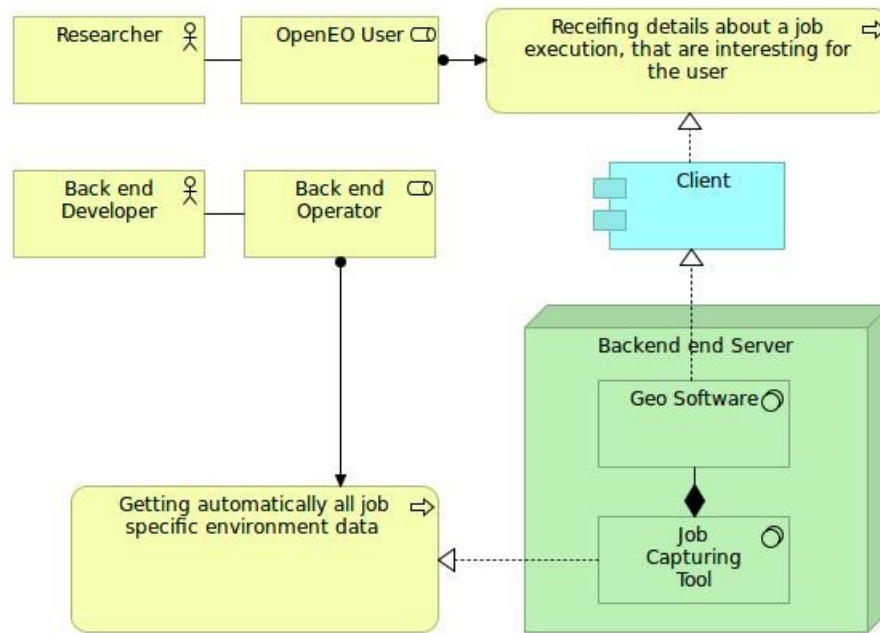 Researcher
OpenEO User
Receifing details about a job
execution, that are interesting for
the user
Back end
Developer
Back end
Operator
Client
Backend end Server
Geo Software
Getting automatically all job
specific environment data
Job
Capturing
Tool